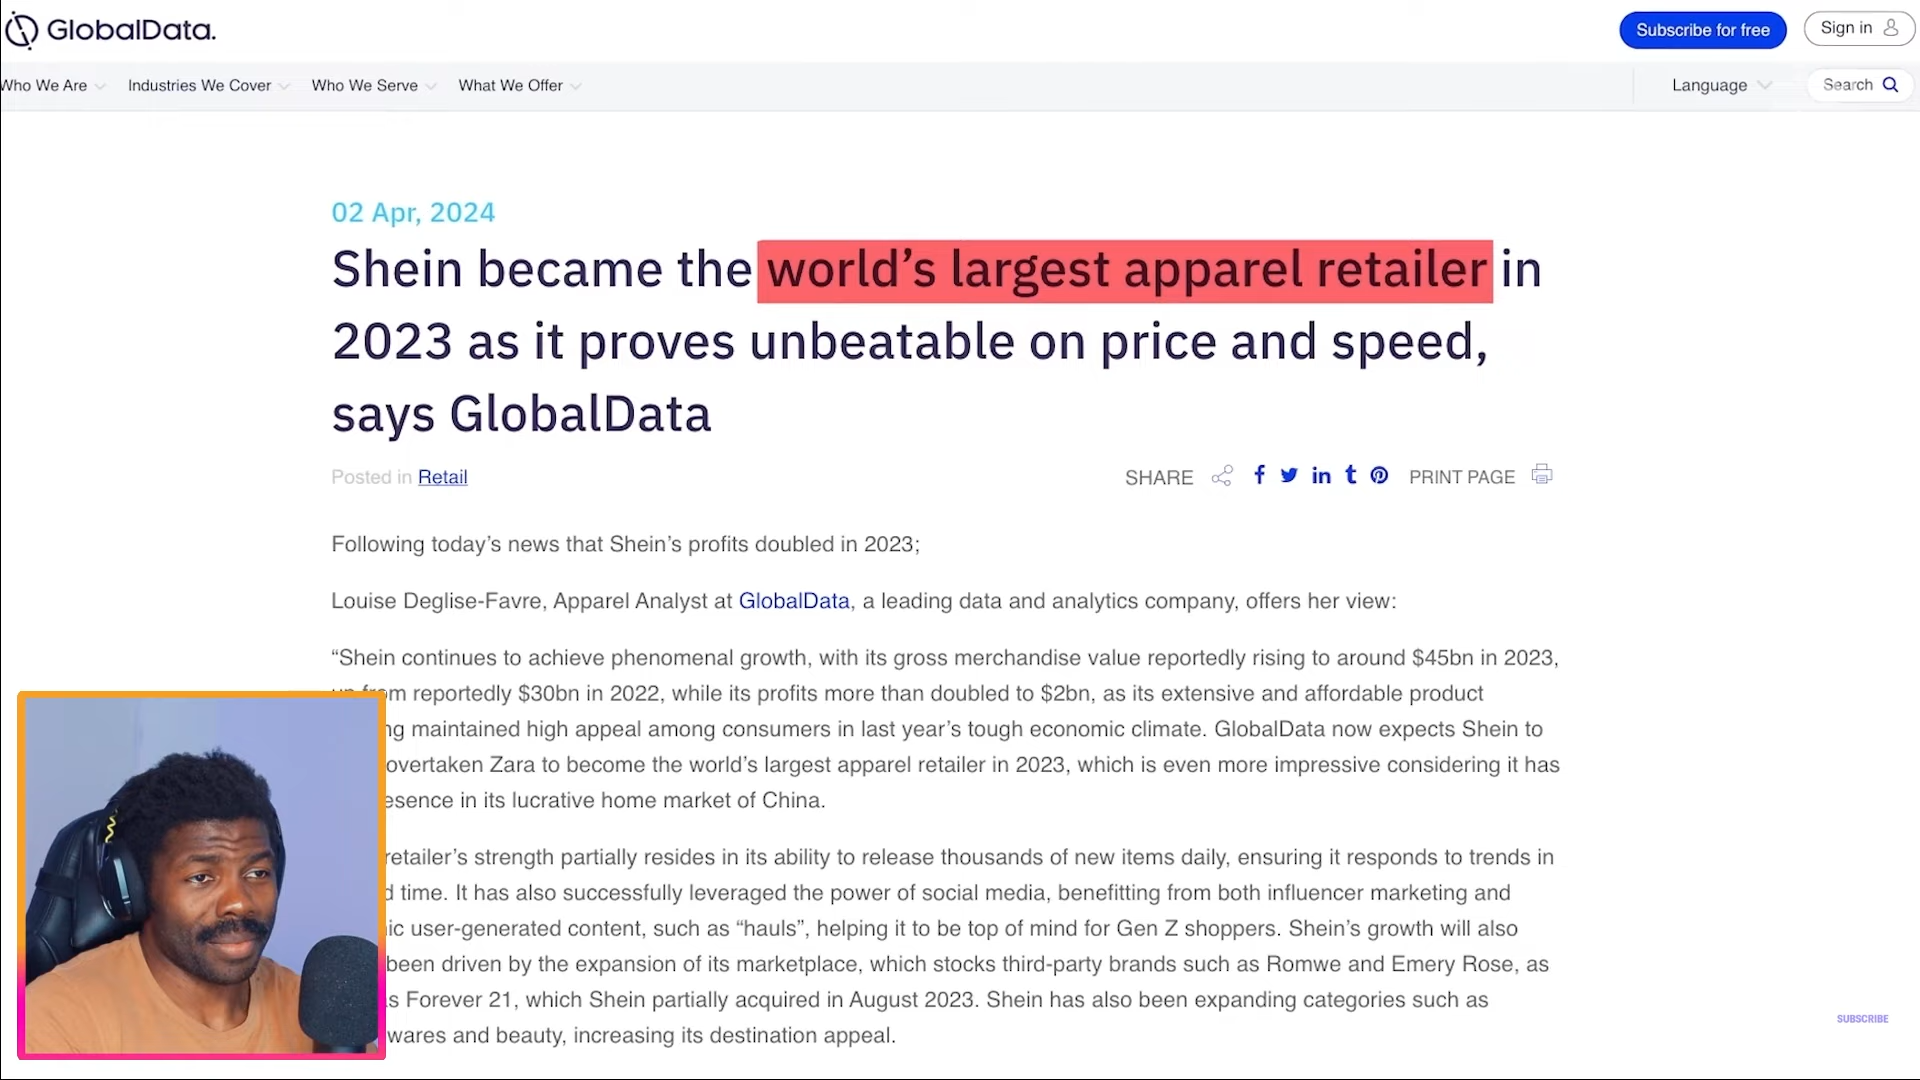 GlobalData.
Subscribe for free
Sign in
Who We Are
Industries We Cover
Who We Serve
What We Offer
Language
Search
02 Apr, 2024
Shein became the world’s largest apparel retailer in
2023 as it proves unbeatable on price and speed,
says GlobalData
Posted in Retail
SHARE
PRINT PAGE
Following today’s news that Shein’s profits doubled in 2023;
Louise Deglise-Favre, Apparel Analyst at GlobalData, a leading data and analytics company, offers her view:
“Shein continues to achieve phenomenal growth, with its gross merchandise value reportedly rising to around $45bn in 2023,
reportedly $30bn in 2022, while its profits more than doubled to $2bn, as its extensive and affordable product
maintained high appeal among consumers in last year’s tough economic climate. GlobalData now expects Shein to
overtaken Zara to become the world’s largest apparel retailer in 2023, which is even more impressive considering it has
in its lucrative home market of China.
retailer’s strength partially resides in its ability to release thousands of new items daily, ensuring it responds to trends in
time. It has also successfully leveraged the power of social media, benefitting from both influencer marketing and
user-generated content, such as “hauls”, helping it to be top of mind for Gen Z shoppers. Shein’s growth will also
been driven by the expansion of its marketplace, which stocks third-party brands such as Romwe and Emery Rose, as
Forever 21, which Shein partially acquired in August 2023. Shein has also been expanding categories such as
and beauty, increasing its destination appeal.
SUBSCRIBE